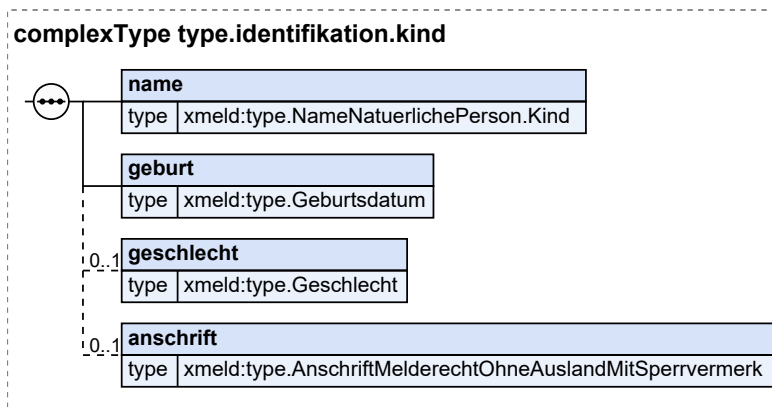 complexType type.identifikation.kind
name
type xmeld:type.NameNatuerlichePerson.Kind
geburt
type xmeld:type.Geburtsdatum
0..1 geschlecht
type xmeld:type.Geschlecht
0..1 anschrift
type xmeld:type.AnschriftMelderechtOhneAuslandMitSperrvermerk